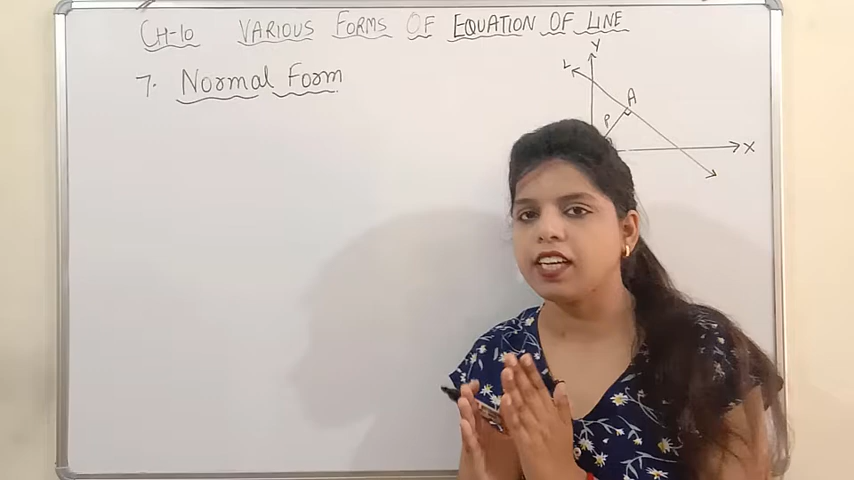 CH-10 VARIOUS FORMS OF EQUATION OF LINE
7. Normal Form
Y
L
A
P
X